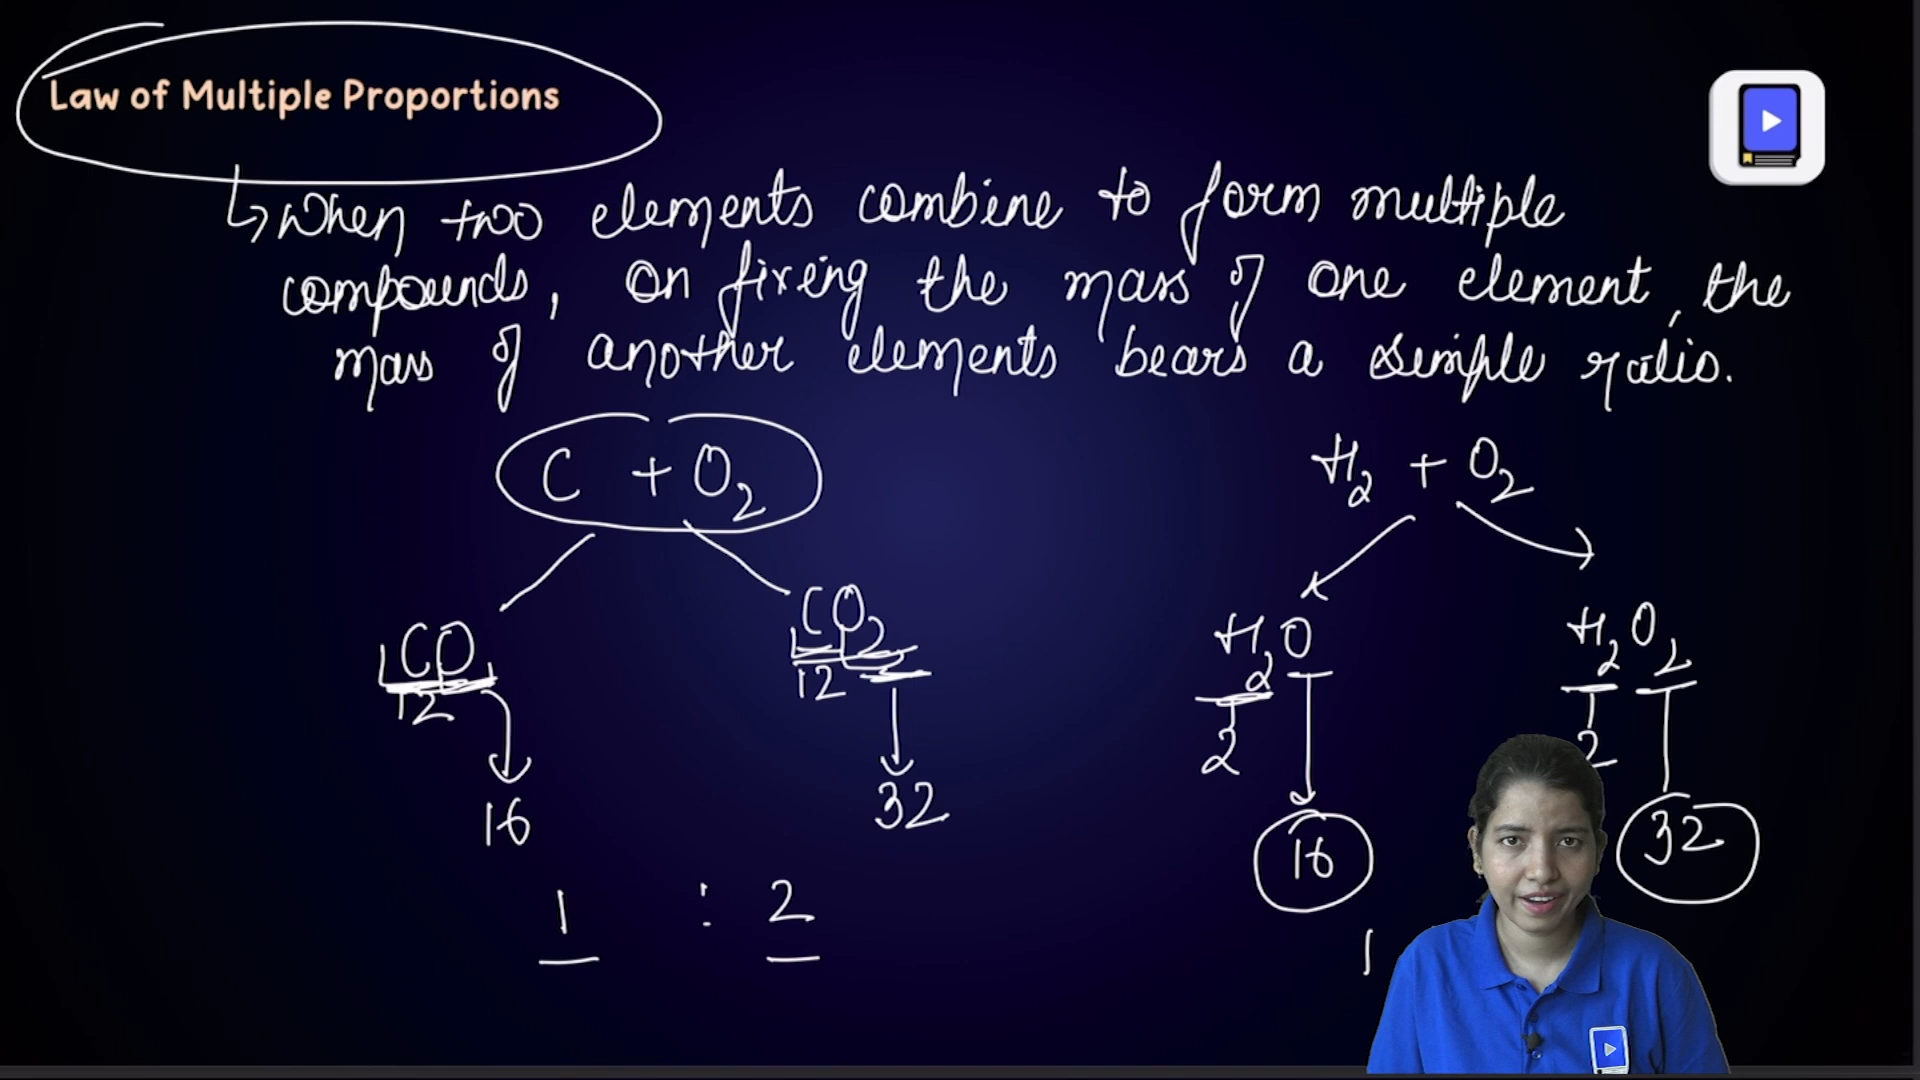 Law of Multiple Proportions
When two elements combine to form multiple
compounds, on fixing the mass of one element, the
mass of another elements bears a simple ratio.
C + O₂
H₂ + O₂
CO
CO₂
H₂O
H₂O₂
12
12
2
2
16
32
16
32
1 : 2
1